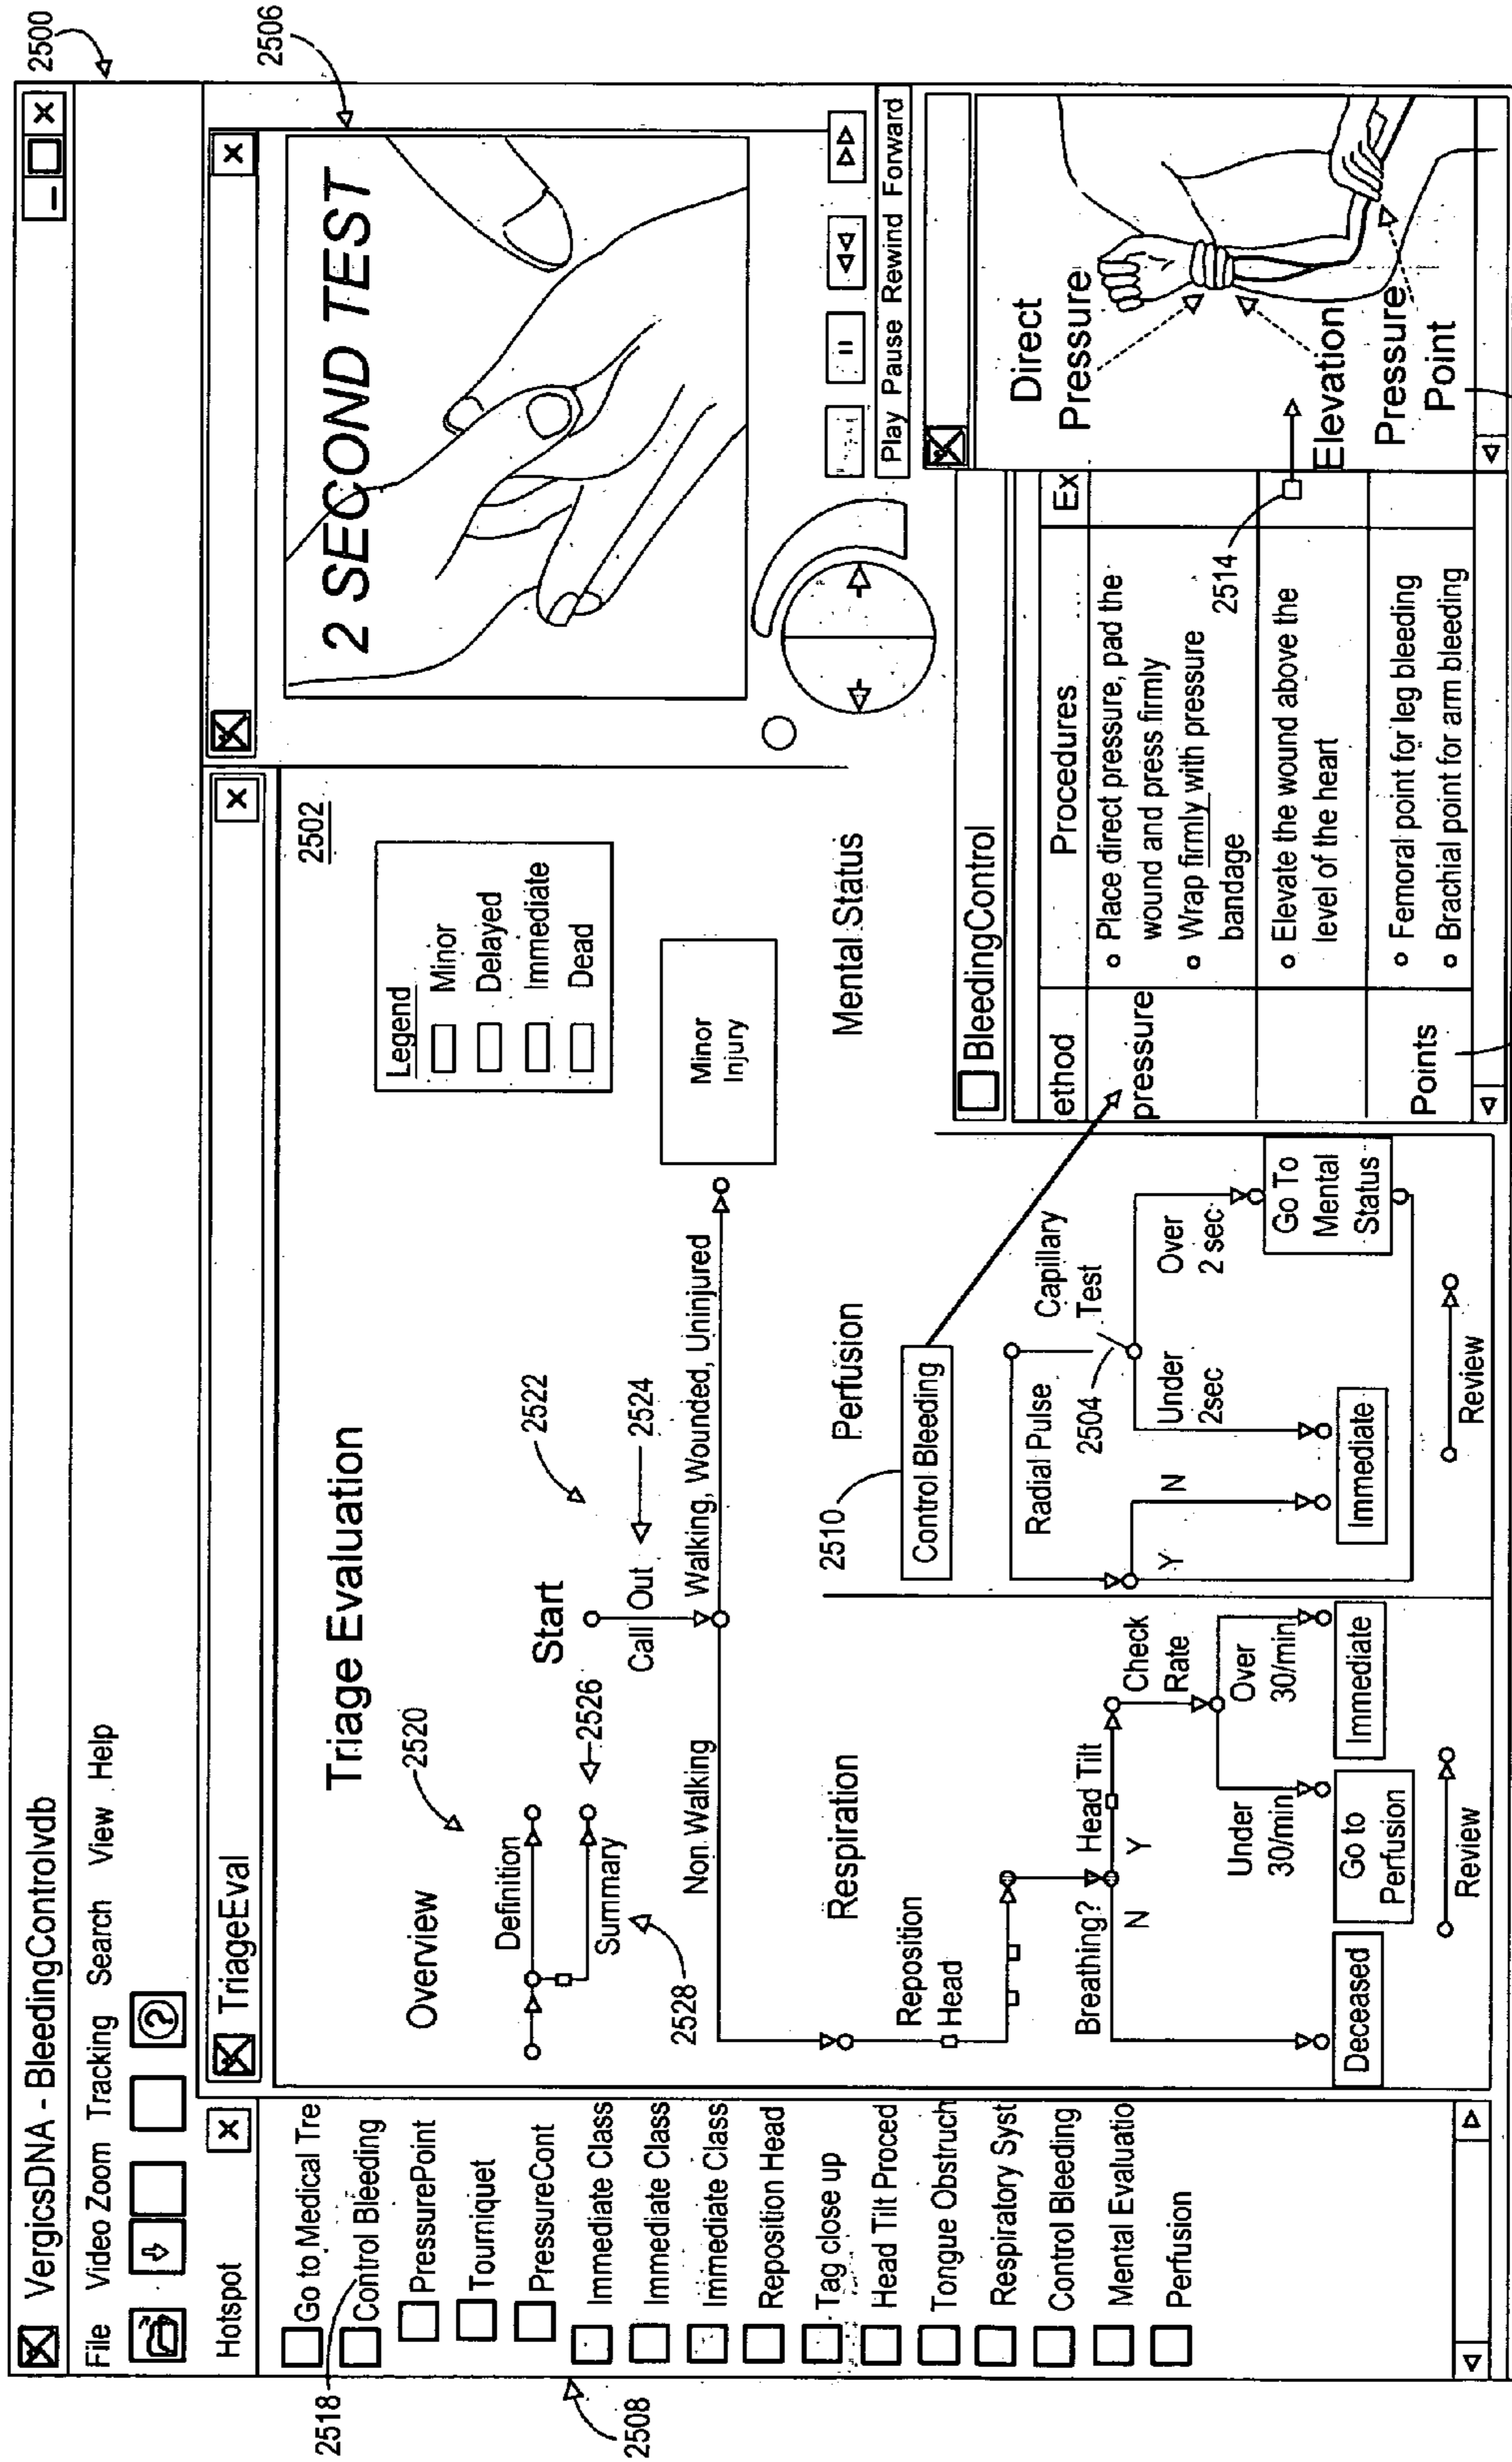 2500
VergicsDNA - BleedingControlvdb
File Video Zoom Tracking Search View Help
Hotspot
2518
2508
Go to Medical Tre
Control Bleeding
PressurePoint
Tourniquet
PressureCont
Immediate Class
Immediate Class
Immediate Class
Reposition Head
Tag close up
Head Tilt Proced
Tongue Obstruch
Respiratory Syst
Control Bleeding
Mental Evaluatio
Perfusion
TriageEval
Triage Evaluation
2502
Overview
2520
Definition
Summary
2526
2528
Start
2522
Call Out
2524
Non Walking
Walking, Wounded, Uninjured
Legend
Minor
Delayed
Immediate
Dead
Minor
Injury
Respiration
Reposition
Head
Breathing?
Head Tilt
N
Y
Check
Rate
Under
30/min
Over
30/min
Deceased
Go to
Perfusion
Immediate
Review
Perfusion
2510
Control Bleeding
Radial Pulse
Capillary
Test
2504
Y
N
Under
2sec
Over
2 sec
Immediate
Go To
Mental
Status
Review
Mental Status
2506
2 SECOND TEST
Play Pause Rewind Forward
BleedingControl
ethod
Procedures
Ex
pressure
Place direct pressure, pad the
wound and press firmly
Wrap firmly with pressure
bandage
2514
Elevate the wound above the
level of the heart
Points
Femoral point for leg bleeding
Brachial point for arm bleeding
Direct
Pressure
Elevation
Pressure
Point